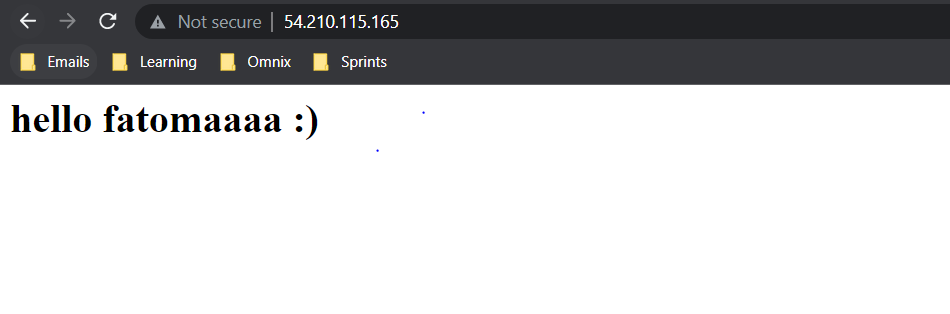 Not secure | 54.210.115.165
Emails Learning Omnix Sprints
hello fatomaaaa :)